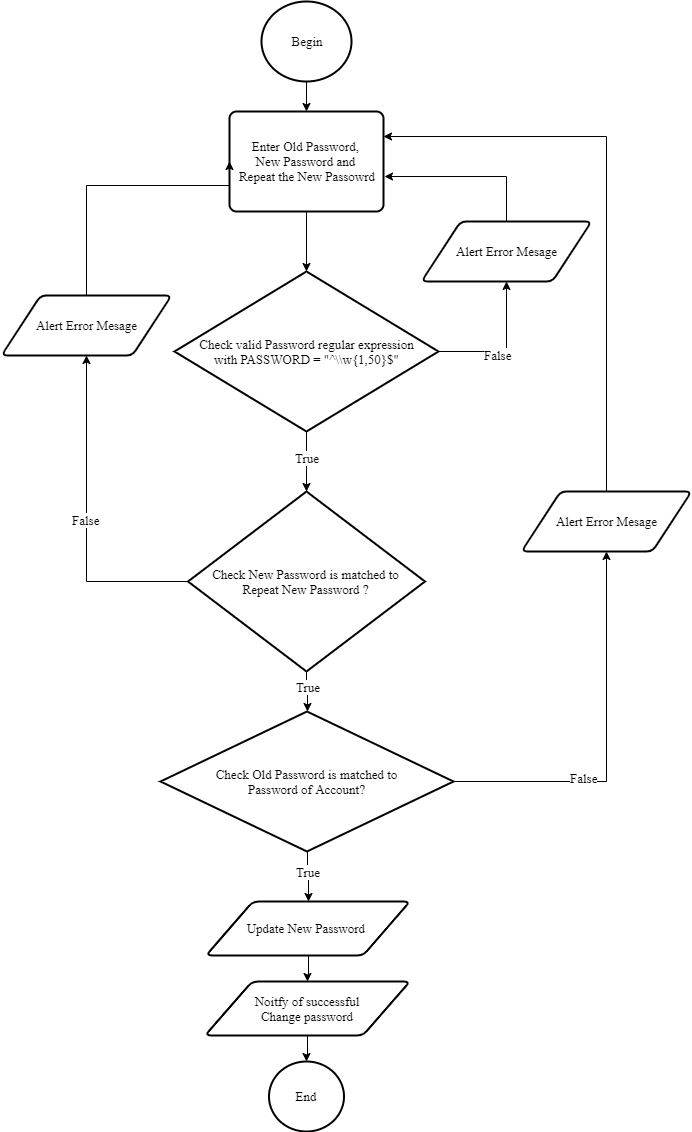 Begin
Enter Old Password,
New Password and
Repeat the New Passowrd
Alert Error Mesage
Alert Error Mesage
Check valid Password regular expression
with PASSWORD = "^\\w{1,50}$"
False
True
False
Alert Error Mesage
Check New Password is matched to
Repeat New Password ?
True
Check Old Password is matched to
Password of Account?
False
True
Update New Password
Noitfy of successful
Change password
End